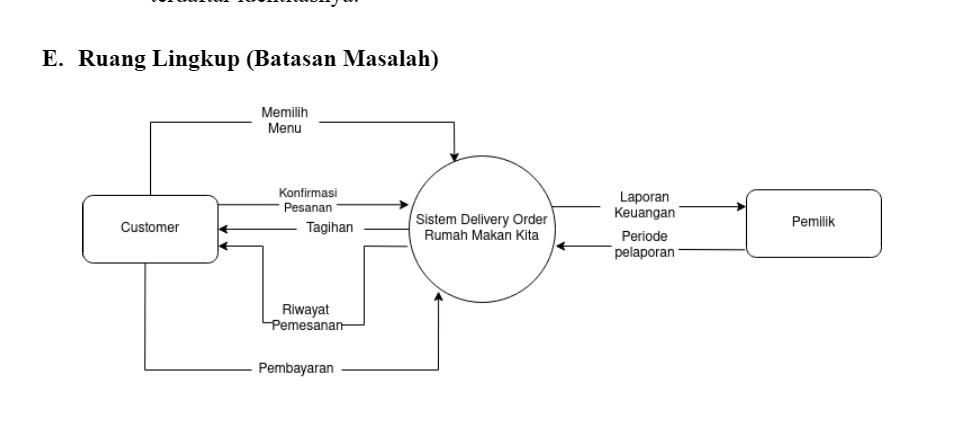 E. Ruang Lingkup (Batasan Masalah)
Memilih
Menu
Konfirmasi
Pesanan
Tagihan
Customer
Sistem Delivery Order
Rumah Makan Kita
Laporan
Keuangan
Periode
pelaporan
Pemilik
Riwayat
Pemesanan
Pembayaran